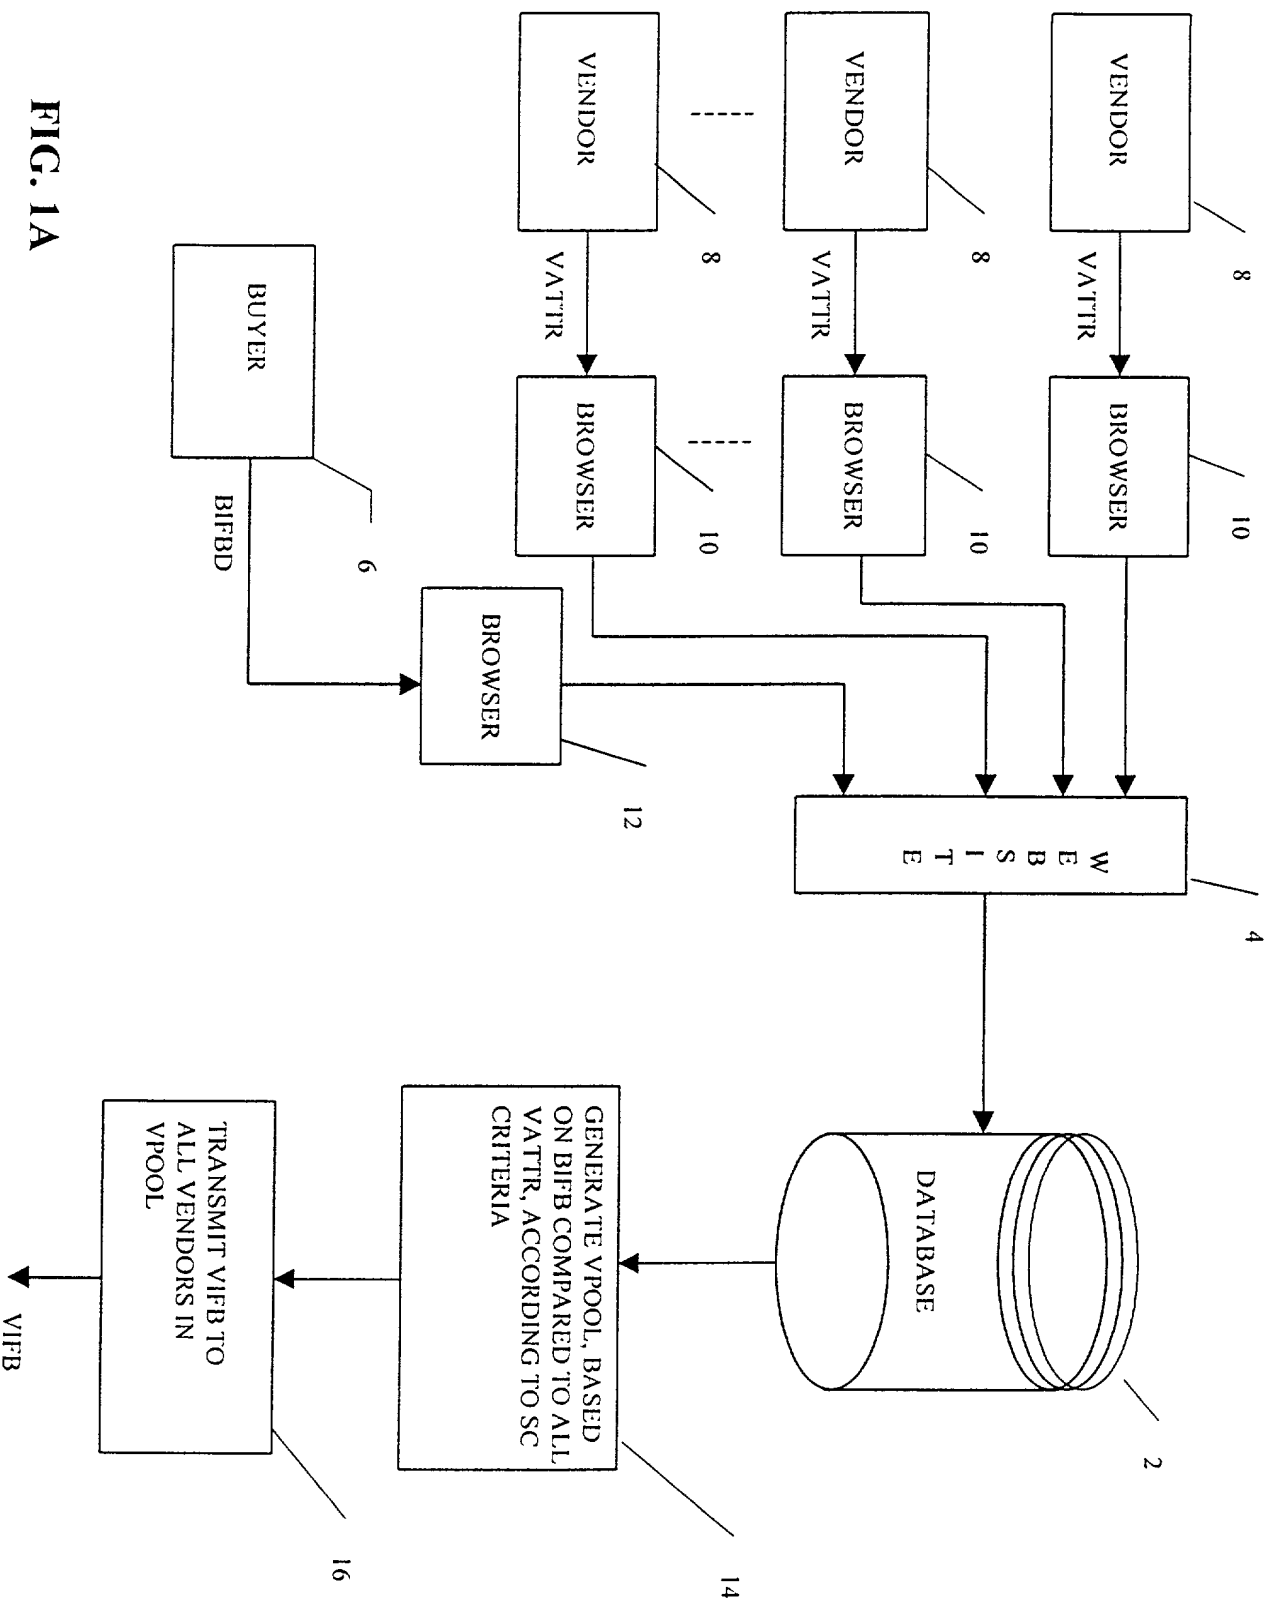 8
VENDOR
VATTR
10
BROWSER
8
VENDOR
VATTR
10
BROWSER
8
VENDOR
VATTR
10
BROWSER
WEBSITE
4
DATABASE
2
12
BROWSER
6
BUYER
BIFBD
GENERATE VPOOL, BASED
ON BIFB COMPARED TO ALL
VATTR, ACCORDING TO SC
CRITERIA
14
TRANSMIT VIFB TO
ALL VENDORS IN
VPOOL
16
VIFB
FIG. 1A